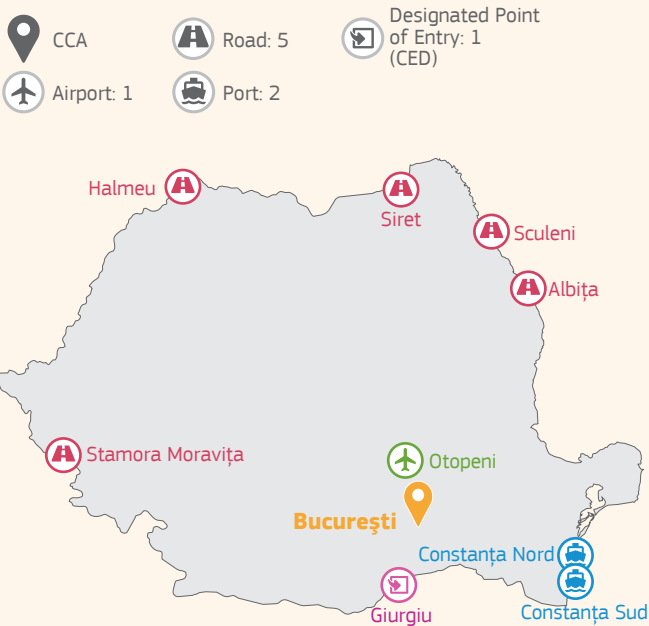 CCA
Road: 5
Designated Point
of Entry: 1
(CED)
Airport: 1
Port: 2
Halmeu
Siret
Sculeni
Albița
Stamora Moravița
Otopeni
Bucureşti
Constanța Nord
Giurgiu
Constanța Sud